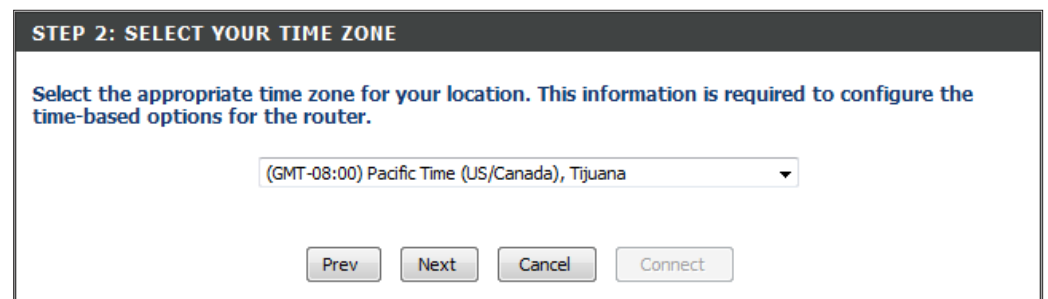 STEP 2: SELECT YOUR TIME ZONE
Select the appropriate time zone for your location. This information is required to configure the
time-based options for the router.
(GMT-08:00) Pacific Time (US/Canada), Tijuana
Prev Next Cancel Connect